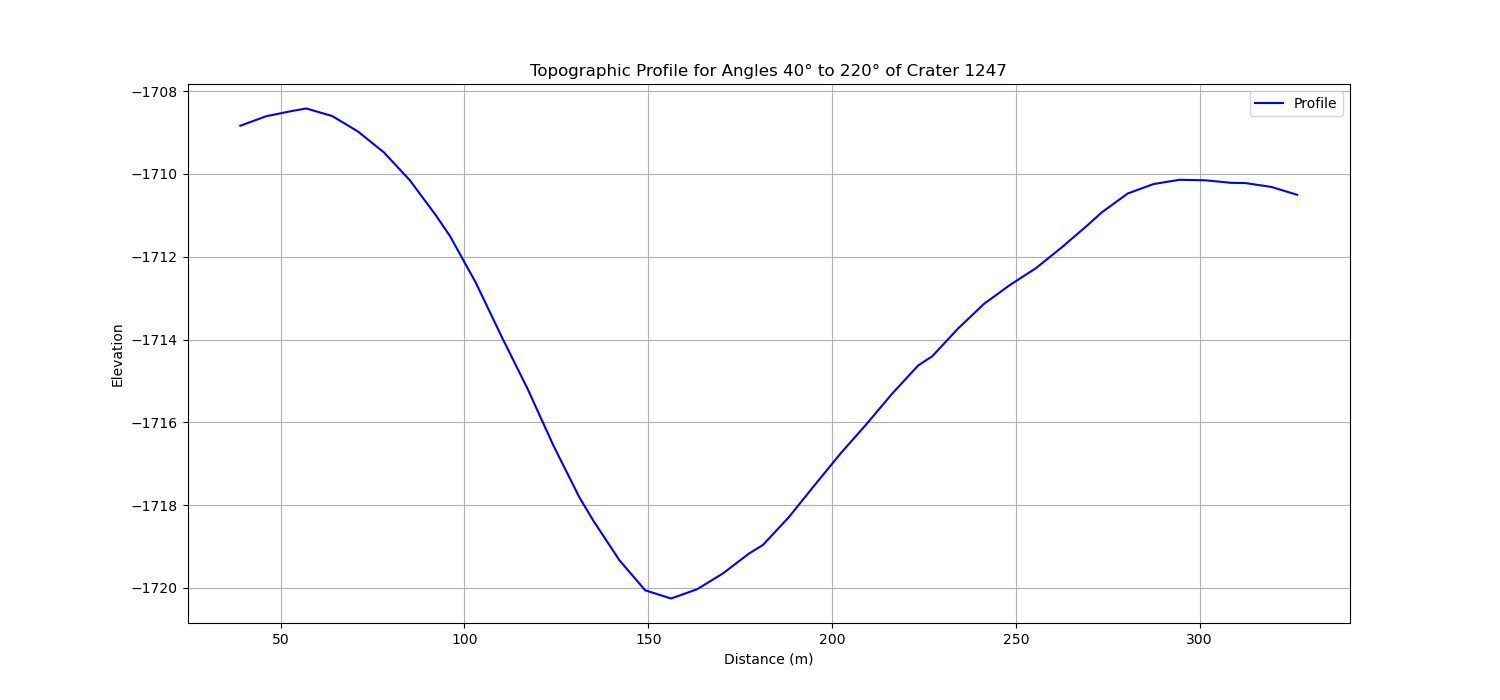 Topographic Profile for Angles 40° to 220° of Crater 1247
Profile
Elevation
−1708
−1710
−1712
−1714
−1716
−1718
−1720
50 100 150 200 250 300
Distance (m)